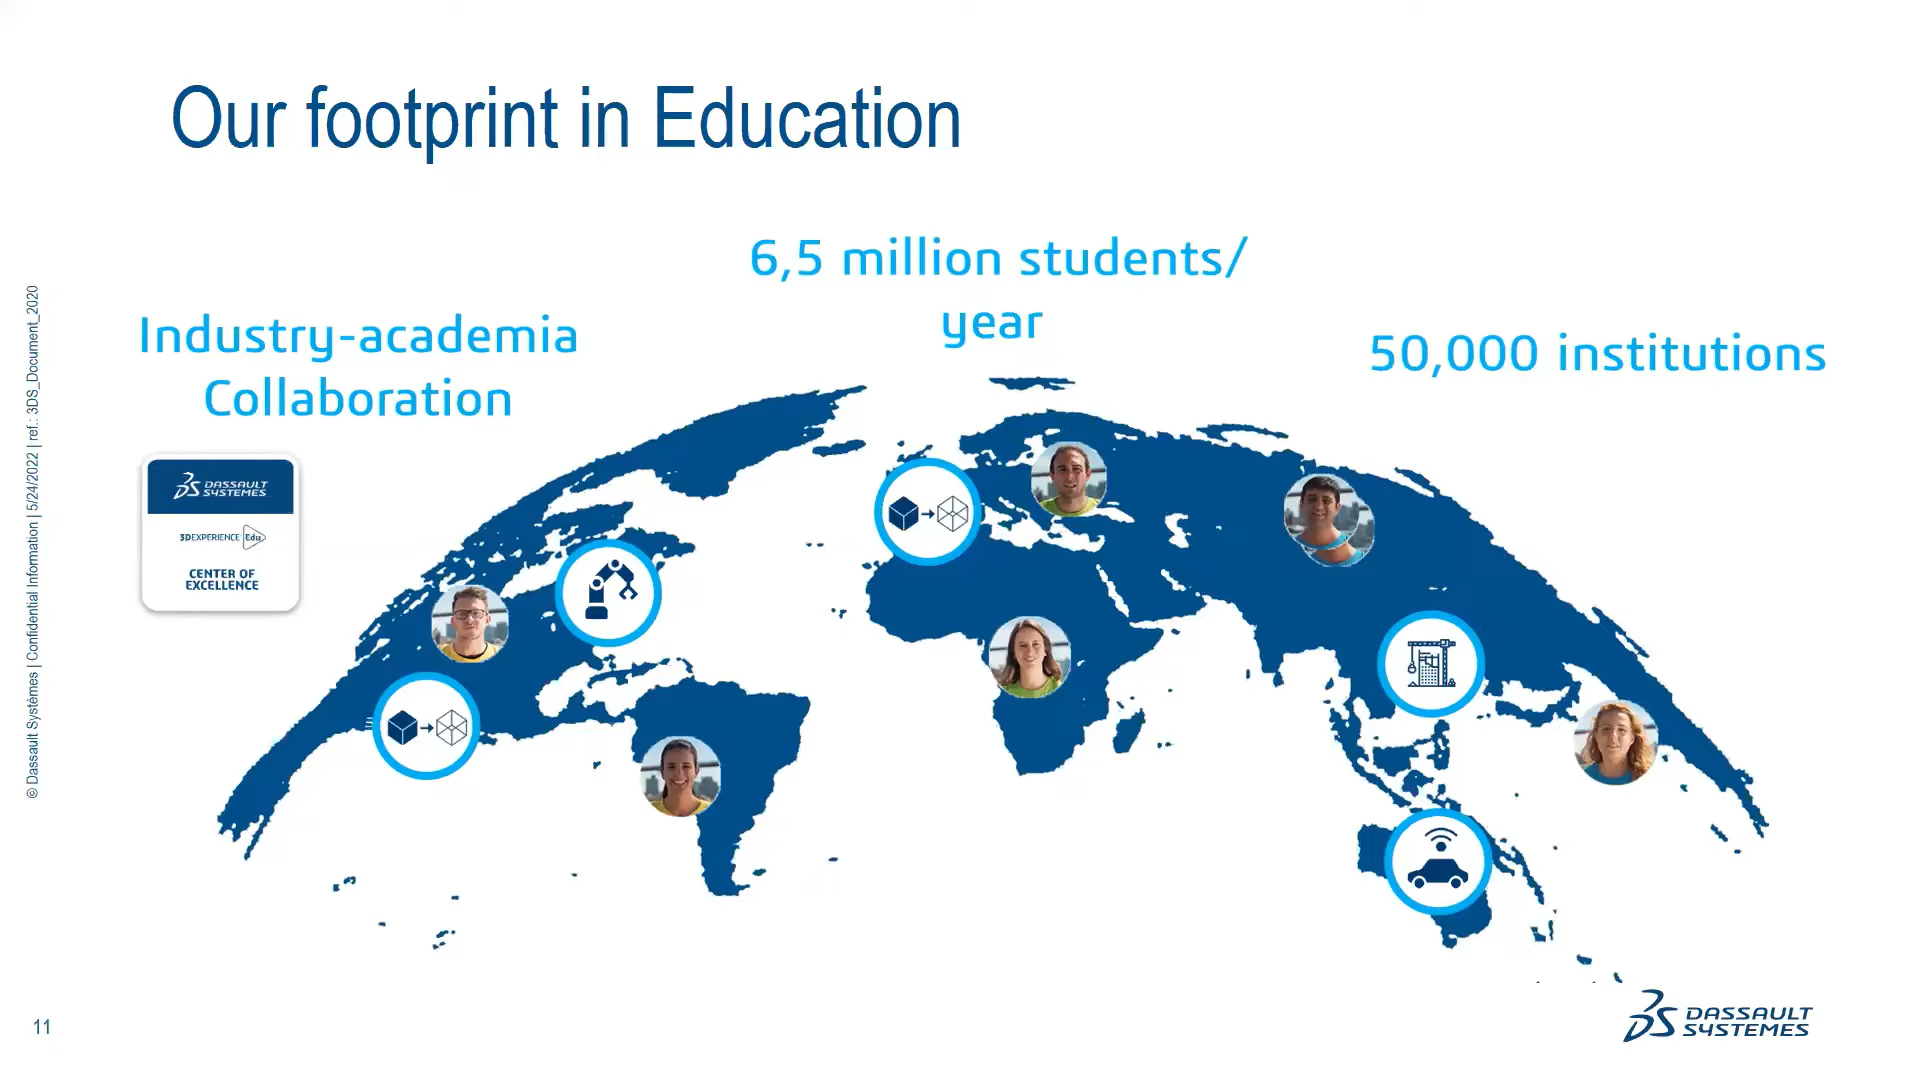 Our footprint in Education
6,5 million students/
year
Industry-academia
Collaboration
50,000 institutions
DASSAULT
SYSTEMES
3DEXPERIENCE Edu
CENTER OF
EXCELLENCE
© Dassault Systèmes | Confidential Information | 5/24/2022 | ref.: 3DS_Document_2020
11
DASSAULT
SYSTEMES